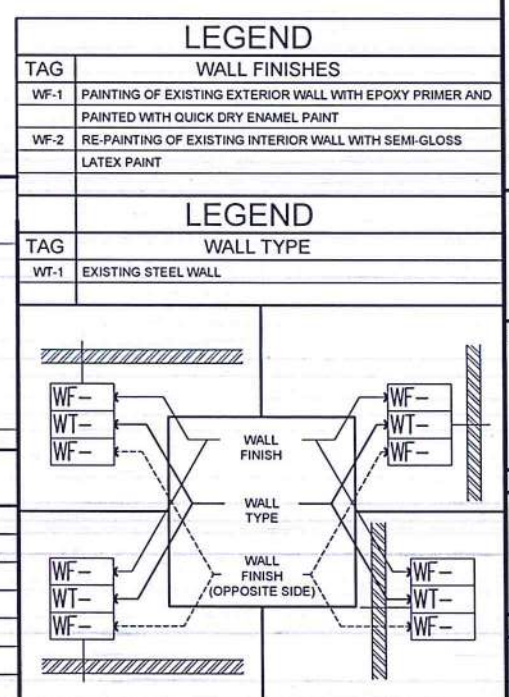 LEGEND
TAG WALL FINISHES
WF-1 PAINTING OF EXISTING EXTERIOR WALL WITH EPOXY PRIMER AND
PAINTED WITH QUICK DRY ENAMEL PAINT
WF-2 RE-PAINTING OF EXISTING INTERIOR WALL WITH SEMI-GLOSS
LATEX PAINT
LEGEND
TAG WALL TYPE
WT-1 EXISTING STEEL WALL
WF-
WT-
WF-
WF-
WT-
WF-
WALL
FINISH
WALL
TYPE
WALL
FINISH
(OPPOSITE SIDE)
WF-
WT-
WF-
WF-
WT-
WF-